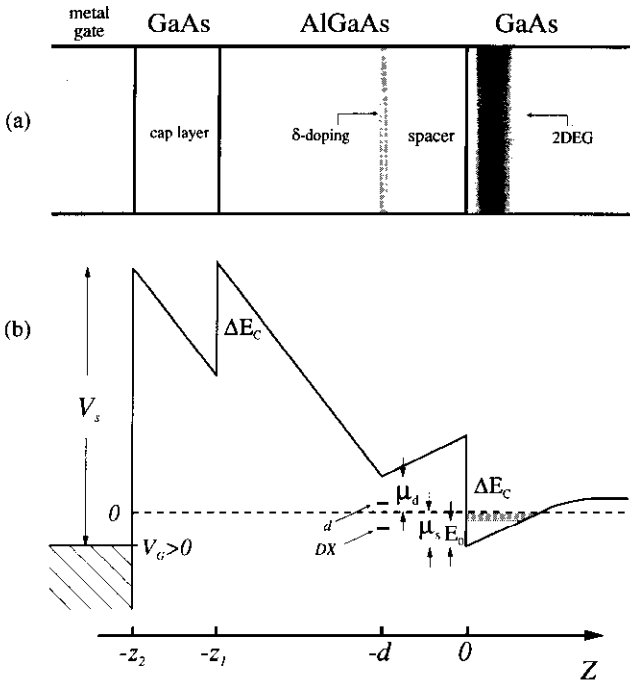 metal
gate
GaAs
AlGaAs
GaAs
(a)
cap layer
δ-doping
spacer
2DEG
(b)
ΔE_C
V_s
μ_d
ΔE_C
0
d
μ_s
E_0
DX
V_G>0
-z_2
-z_1
-d
0
Z